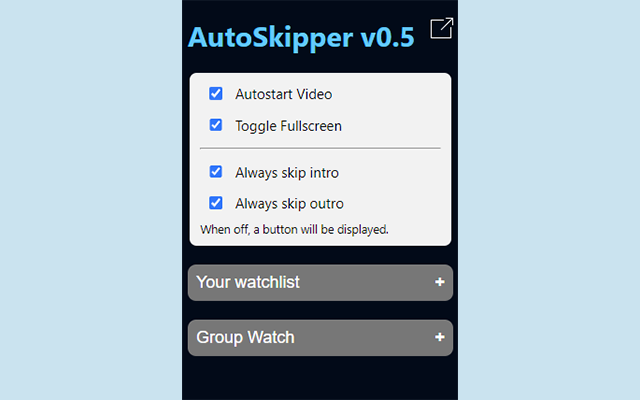 AutoSkipper v0.5
Autostart Video
Toggle Fullscreen
Always skip intro
Always skip outro
When off, a button will be displayed.
Your watchlist +
Group Watch +